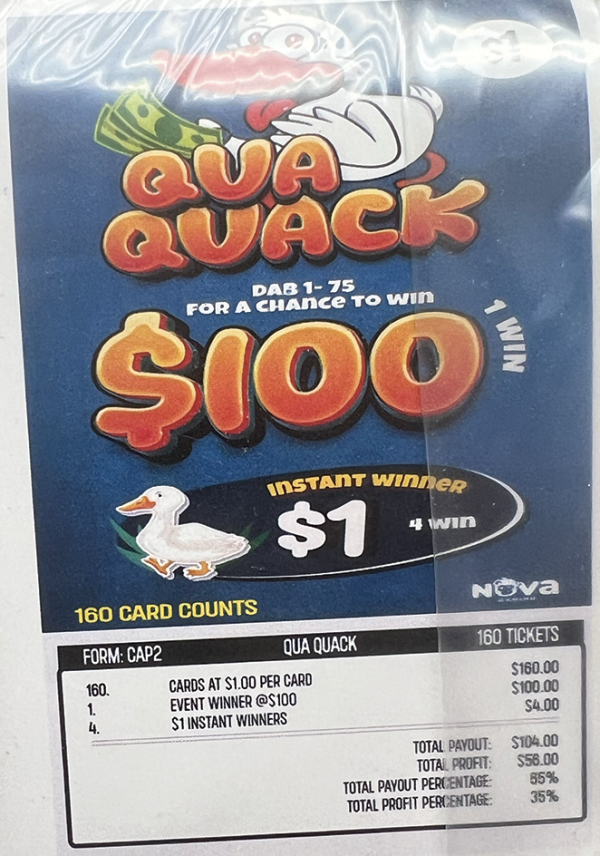 $1
QUA
QUACK
DAB 1-75
FOR A CHANCE TO WIN
$100
1 WIN
INSTANT WINNER
$1
4 WIN
Nova
160 CARD COUNTS
FORM: CAP2 QUA QUACK 160 TICKETS
160. CARDS AT $1.00 PER CARD $160.00
1. EVENT WINNER @$100 $100.00
4. $1 INSTANT WINNERS $4.00
TOTAL PAYOUT: $104.00
TOTAL PROFIT: $56.00
TOTAL PAYOUT PERCENTAGE: 65%
TOTAL PROFIT PERCENTAGE: 35%